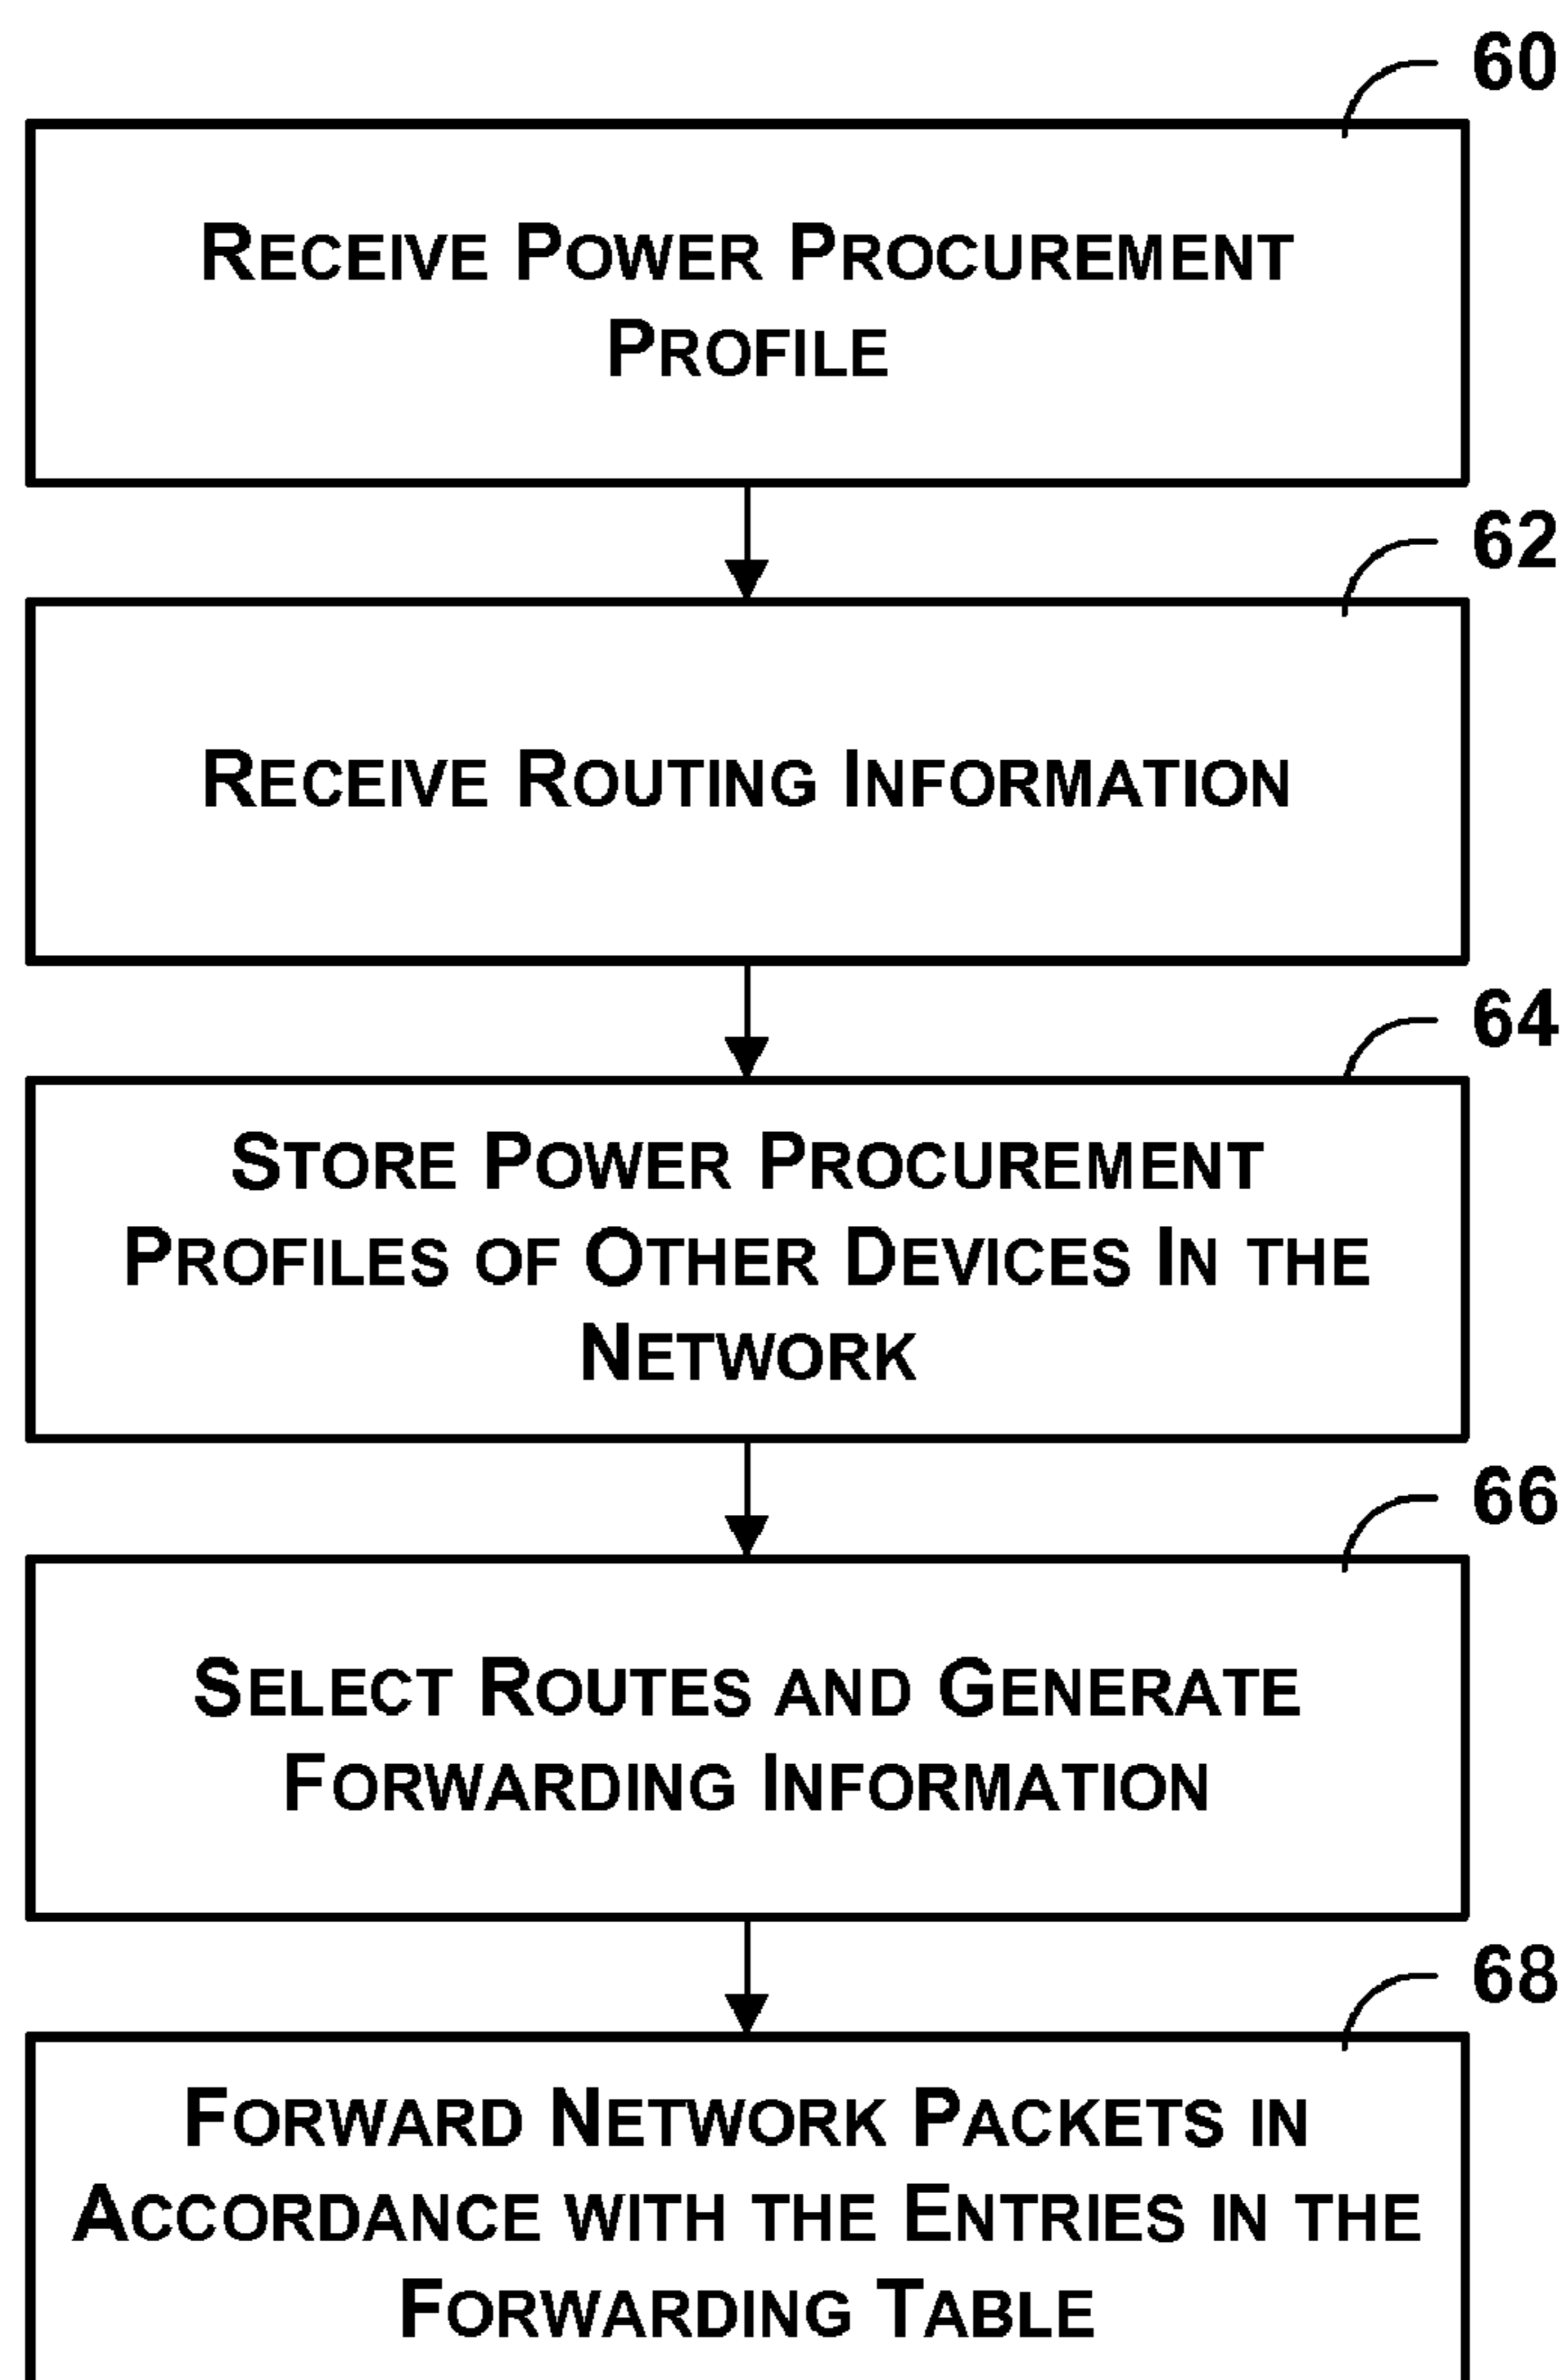 60
RECEIVE POWER PROCUREMENT
PROFILE
62
RECEIVE ROUTING INFORMATION
64
STORE POWER PROCUREMENT
PROFILES OF OTHER DEVICES IN THE
NETWORK
66
SELECT ROUTES AND GENERATE
FORWARDING INFORMATION
68
FORWARD NETWORK PACKETS IN
ACCORDANCE WITH THE ENTRIES IN THE
FORWARDING TABLE